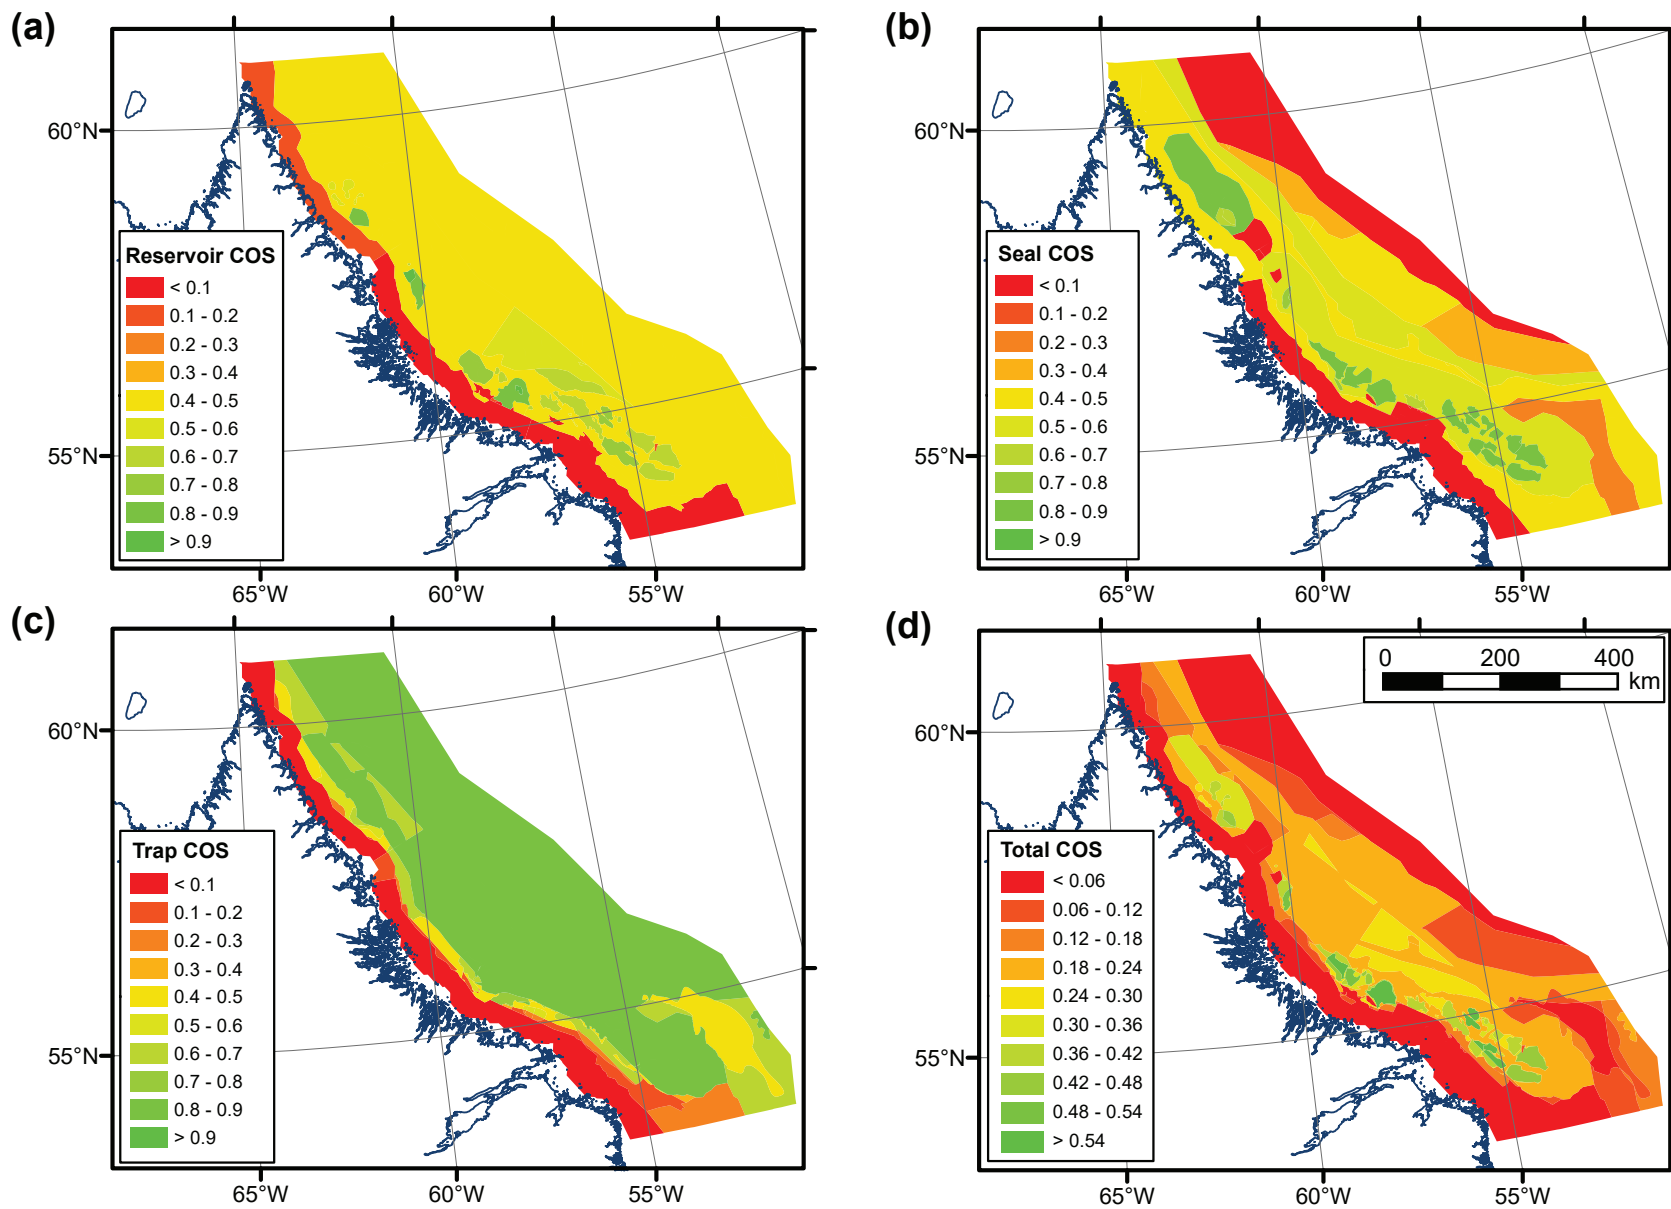 (a)
60°N
55°N
Reservoir COS
< 0.1
0.1 - 0.2
0.2 - 0.3
0.3 - 0.4
0.4 - 0.5
0.5 - 0.6
0.6 - 0.7
0.7 - 0.8
0.8 - 0.9
> 0.9
65°W 60°W 55°W
(b)
60°N
55°N
Seal COS
< 0.1
0.1 - 0.2
0.2 - 0.3
0.3 - 0.4
0.4 - 0.5
0.5 - 0.6
0.6 - 0.7
0.7 - 0.8
0.8 - 0.9
> 0.9
65°W 60°W 55°W
(c)
60°N
55°N
Trap COS
< 0.1
0.1 - 0.2
0.2 - 0.3
0.3 - 0.4
0.4 - 0.5
0.5 - 0.6
0.6 - 0.7
0.7 - 0.8
0.8 - 0.9
> 0.9
65°W 60°W 55°W
(d)
0 200 400
km
60°N
55°N
Total COS
< 0.06
0.06 - 0.12
0.12 - 0.18
0.18 - 0.24
0.24 - 0.30
0.30 - 0.36
0.36 - 0.42
0.42 - 0.48
0.48 - 0.54
> 0.54
65°W 60°W 55°W